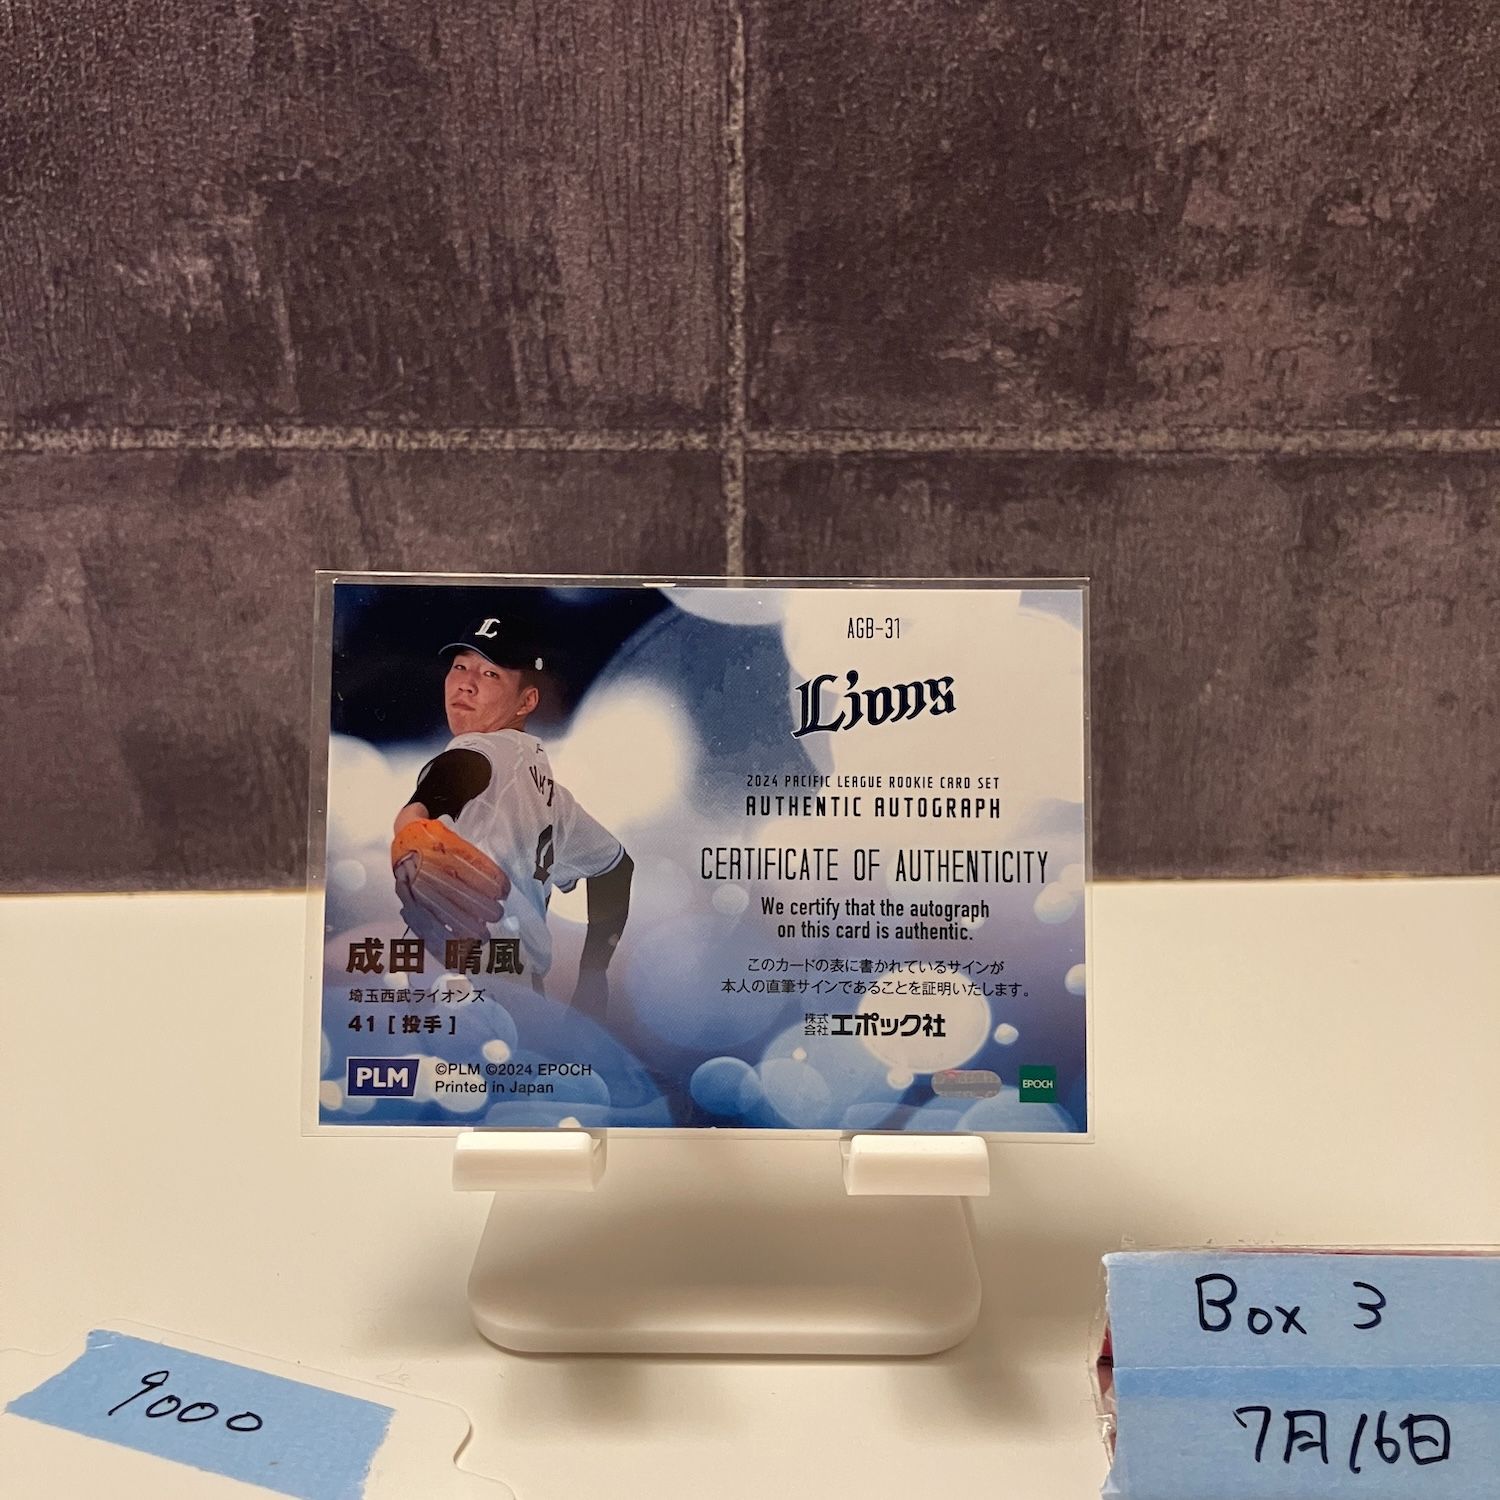 L
AGB-31
Lions
2024 PACIFIC LEAGUE ROOKIE CARD SET
AUTHENTIC AUTOGRAPH
CERTIFICATE OF AUTHENTICITY
We certify that the autograph
on this card is authentic.
このカードの表に書かれているサインが
本人の直筆サインであることを証明いたします。
株式会社エポック社
成田 晴風
埼玉西武ライオンズ
41 [ 投手 ]
PLM
©PLM ©2024 EPOCH
Printed in Japan
EPOCH
9000
Box 3
7月16日